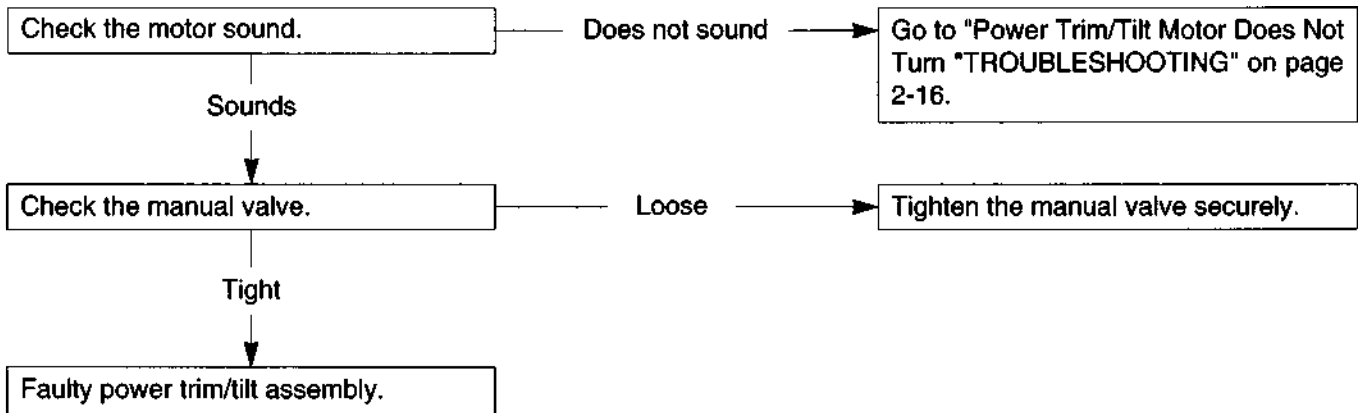 Check the motor sound.
Does not sound
Go to "Power Trim/Tilt Motor Does Not
Turn "TROUBLESHOOTING" on page
2-16.
Sounds
Check the manual valve.
Loose
Tighten the manual valve securely.
Tight
Faulty power trim/tilt assembly.